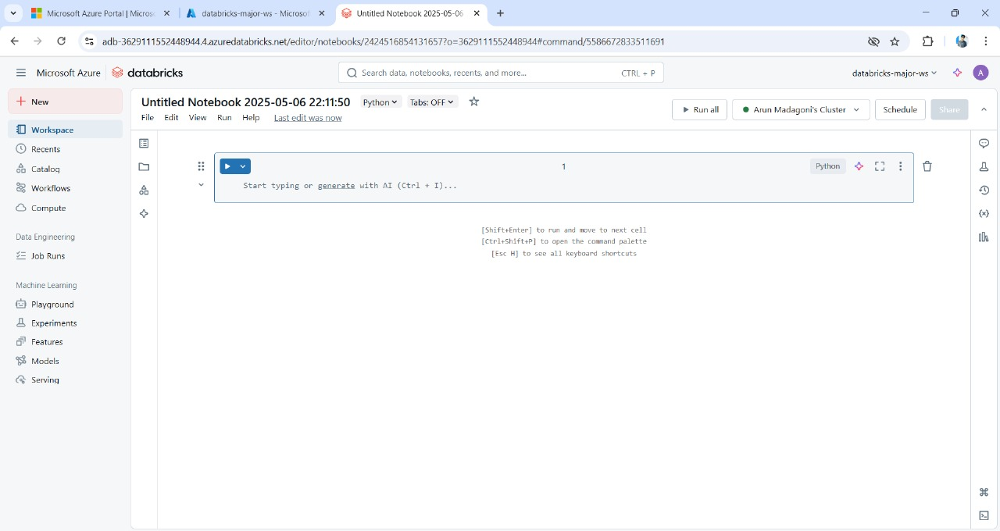 Microsoft Azure Portal | Micros
databricks-major-ws - Microsof
Untitled Notebook 2025-05-06
adb-3629111552448944.4.azuredatabricks.net/editor/notebooks/2424516854131657?o=3629111552448944#command/5586672833511691
Microsoft Azure
databricks
Search data, notebooks, recents, and more...
CTRL + P
databricks-major-ws
A
New
Workspace
Recents
Catalog
Workflows
Compute
Data Engineering
Job Runs
Machine Learning
Playground
Experiments
Features
Models
Serving
Untitled Notebook 2025-05-06 22:11:50
Python
Tabs: OFF
File Edit View Run Help Last edit was now
Run all
Arun Madagoni's Cluster
Schedule
Share
1
Python
Start typing or generate with AI (Ctrl + I)...
[Shift+Enter] to run and move to next cell
[Ctrl+Shift+P] to open the command palette
[Esc H] to see all keyboard shortcuts